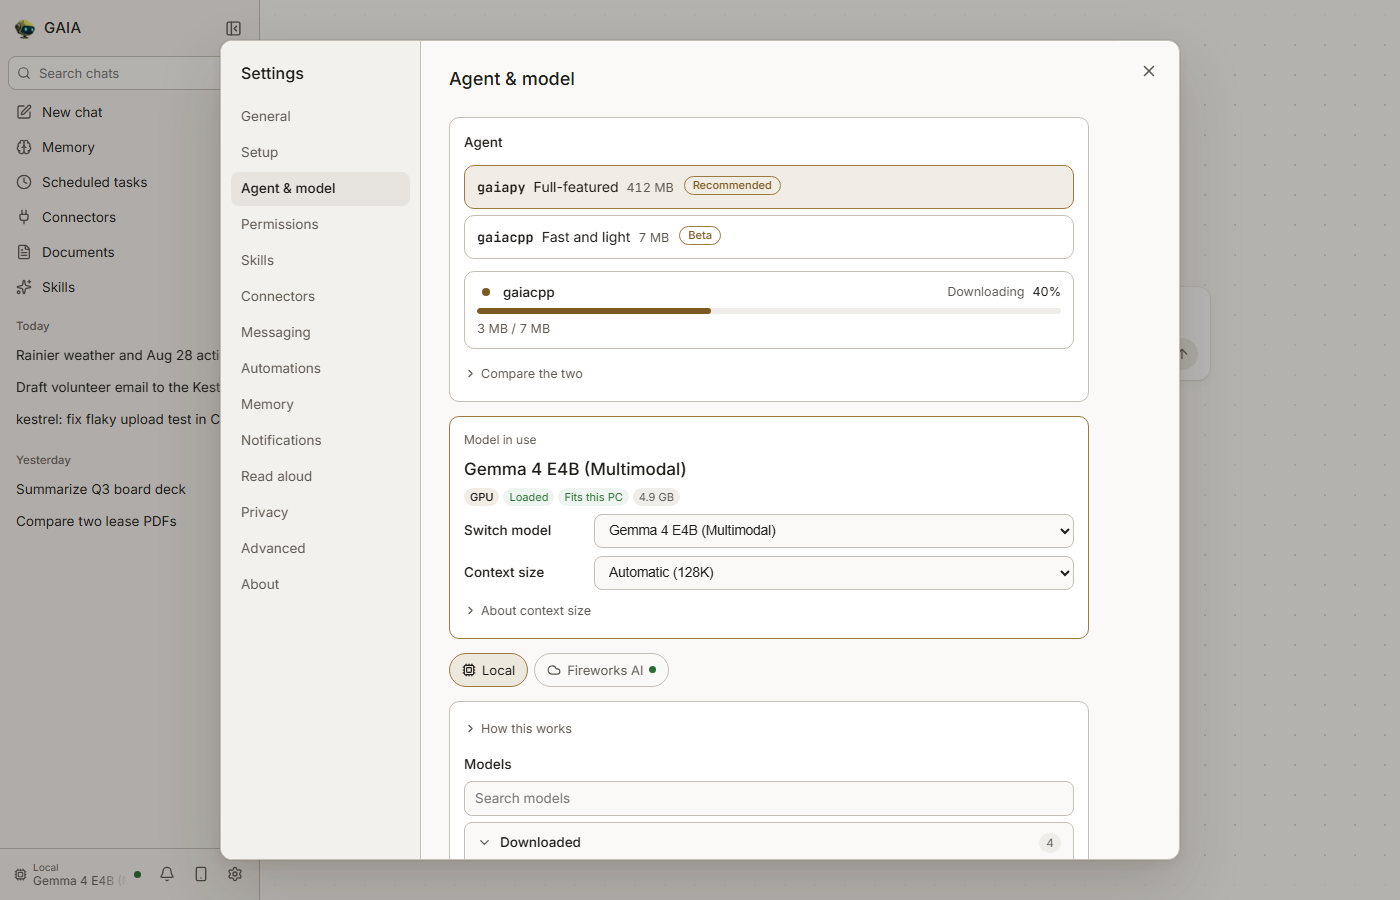 GAIA
Search chats
New chat
Memory
Scheduled tasks
Connectors
Documents
Skills
Today
Rainier weather and Aug 28 acti
Draft volunteer email to the Kest
kestrel: fix flaky upload test in C
Yesterday
Summarize Q3 board deck
Compare two lease PDFs
Local
Gemma 4 E4B (
Settings
General
Setup
Agent & model
Permissions
Skills
Connectors
Messaging
Automations
Memory
Notifications
Read aloud
Privacy
Advanced
About
Agent & model
Agent
gaiapy Full-featured 412 MB Recommended
gaiacpp Fast and light 7 MB Beta
gaiacpp Downloading 40%
3 MB / 7 MB
Compare the two
Model in use
Gemma 4 E4B (Multimodal)
GPU Loaded Fits this PC 4.9 GB
Switch model Gemma 4 E4B (Multimodal)
Context size Automatic (128K)
About context size
Local Fireworks AI
How this works
Models
Search models
Downloaded 4